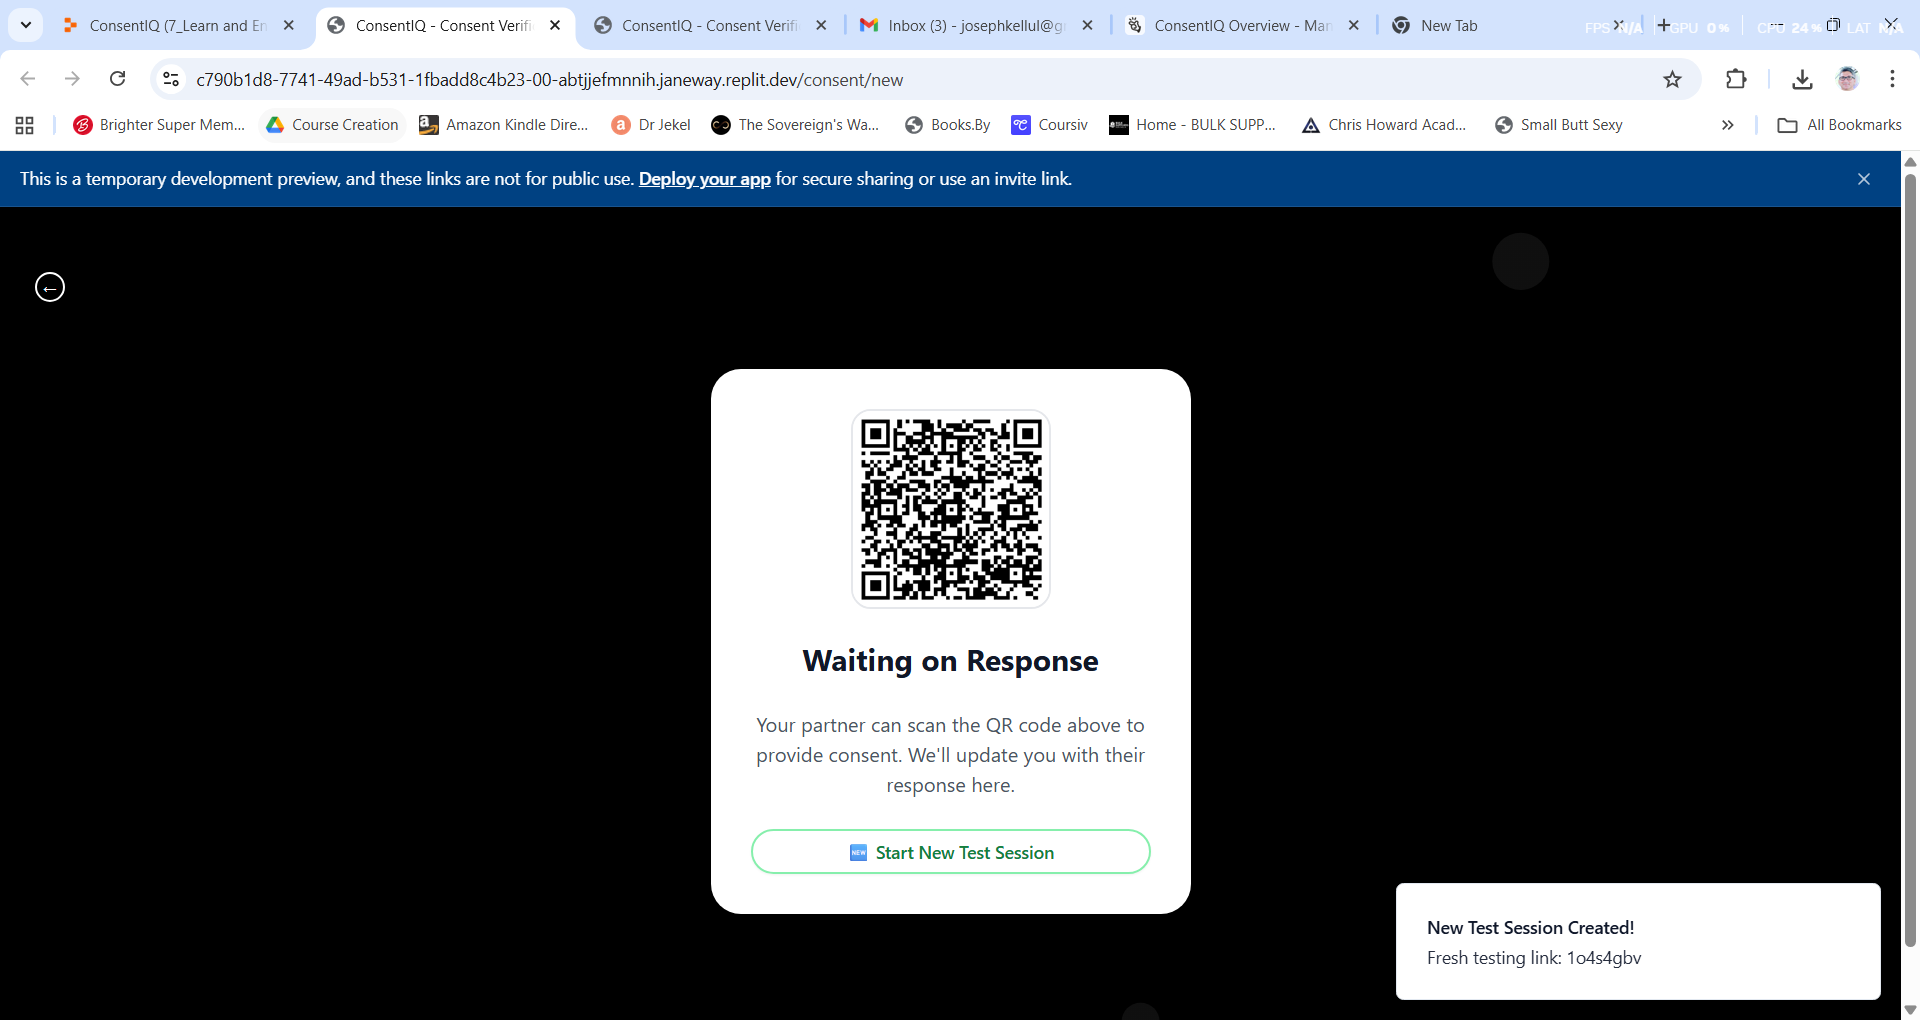 ConsentIQ (7_Learn and En
ConsentIQ - Consent Verifi
ConsentIQ - Consent Verifi
Inbox (3) - josephkellul@g
ConsentIQ Overview - Man
New Tab
FPS N/A GPU 0% CPU 24% LAT N/A
c790b1d8-7741-49ad-b531-1fbadd8c4b23-00-abtjjefmnnih.janeway.replit.dev/consent/new
Brighter Super Mem...
Course Creation
Amazon Kindle Dire...
Dr Jekel
The Sovereign's Wa...
Books.By
Coursiv
Home - BULK SUPP...
Chris Howard Acad...
Small Butt Sexy
All Bookmarks
This is a temporary development preview, and these links are not for public use. Deploy your app for secure sharing or use an invite link.
Waiting on Response
Your partner can scan the QR code above to
provide consent. We'll update you with their
response here.
NEW Start New Test Session
New Test Session Created!
Fresh testing link: 1o4s4gbv